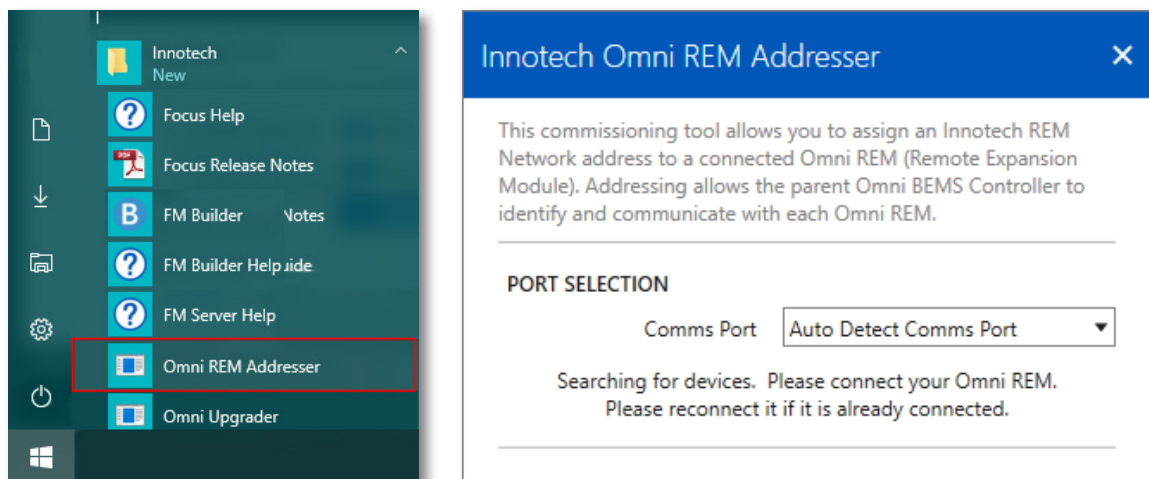 Innotech
New
Focus Help
PDF
Focus Release Notes
B
FM Builder Notes
FM Builder Help uide
FM Server Help
Omni REM Addresser
Omni Upgrader
Innotech Omni REM Addresser
This commissioning tool allows you to assign an Innotech REM
Network address to a connected Omni REM (Remote Expansion
Module). Addressing allows the parent Omni BEMS Controller to
identify and communicate with each Omni REM.
PORT SELECTION
Comms Port Auto Detect Comms Port
Searching for devices. Please connect your Omni REM.
Please reconnect it if it is already connected.